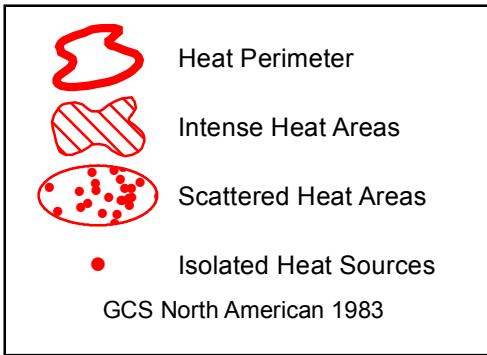 Heat Perimeter
Intense Heat Areas
Scattered Heat Areas
Isolated Heat Sources
GCS North American 1983